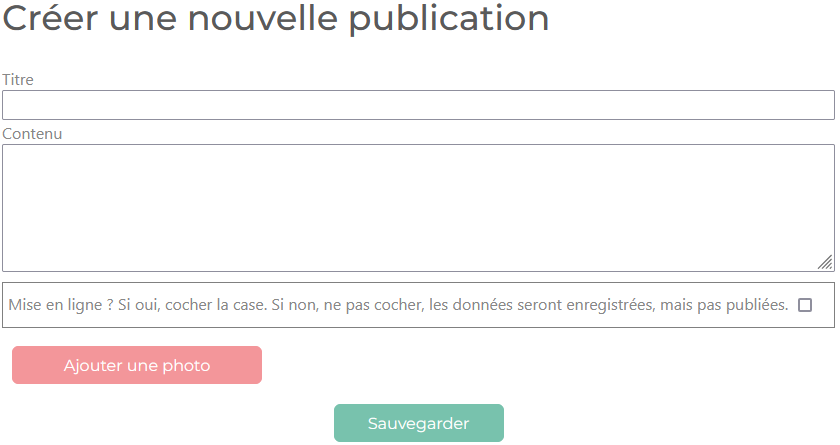 Créer une nouvelle publication
Titre
Contenu
Mise en ligne ? Si oui, cocher la case. Si non, ne pas cocher, les données seront enregistrées, mais pas publiées.
Ajouter une photo
Sauvegarder